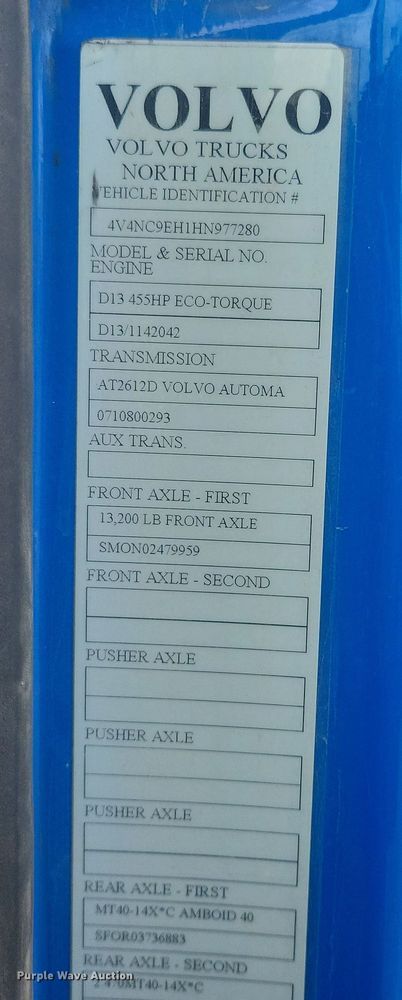 VOLVO
VOLVO TRUCKS
NORTH AMERICA
VEHICLE IDENTIFICATION #
4V4NC9EH1HN977280
MODEL & SERIAL NO.
ENGINE
D13 455HP ECO-TORQUE
D13/1142042
TRANSMISSION
AT2612D VOLVO AUTOMA
0710800293
AUX TRANS.
FRONT AXLE - FIRST
13,200 LB FRONT AXLE
SMON02479959
FRONT AXLE - SECOND
PUSHER AXLE
PUSHER AXLE
PUSHER AXLE
REAR AXLE - FIRST
MT40-14X*C AMBOID 40
SFOR03736883
REAR AXLE - SECOND
MT40-14X*C
Purple Wave Auction